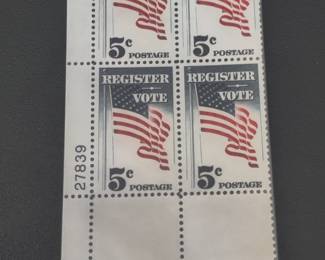 5c 5c
POSTAGE POSTAGE
REGISTER REGISTER
VOTE VOTE
5c 5c
POSTAGE POSTAGE
27839